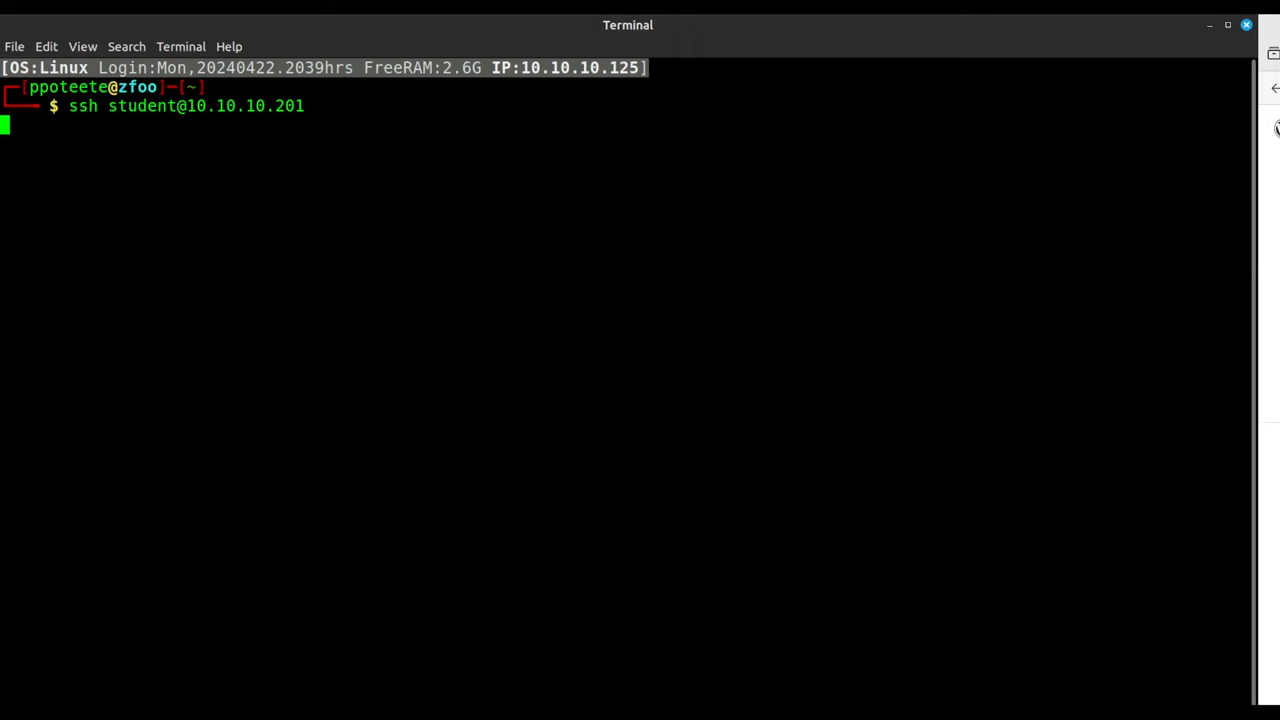 Terminal
File Edit View Search Terminal Help
[OS:Linux Login:Mon,20240422.2039hrs FreeRAM:2.6G IP:10.10.10.125]
┌─[ppoteete@zfoo]─[~]
└──╼ $ ssh student@10.10.10.201